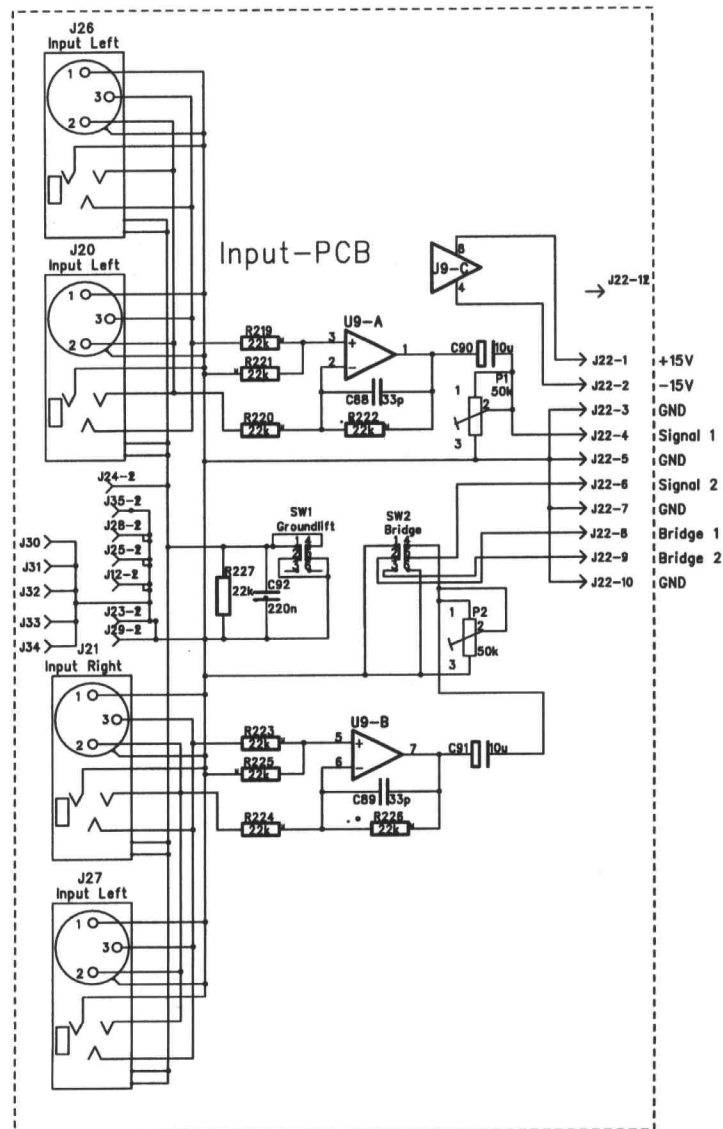 J26
Input Left
1
3
2
J20
Input Left
1
3
2
Input-PCB
U9-C
8
4
J22-12
R219
22k
R221
22k
R220
22k
U9-A
3
+
2
-
1
C88
33p
R222
22k
C90
10u
P1
50k
1
2
3
J22-1 +15V
J22-2 -15V
J22-3 GND
J22-4 Signal 1
J22-5 GND
J22-6 Signal 2
J22-7 GND
J22-8 Bridge 1
J22-9 Bridge 2
J22-10 GND
J24-2
J35-2
J28-2
J25-2
J12-2
J23-2
J29-2
J30
J31
J32
J33
J34
R227
22k
C92
220n
SW1
Groundlift
SW2
Bridge
1
P2
2
50k
3
J21
Input Right
1
3
2
R223
22k
R225
22k
R224
22k
U9-B
5
+
6
-
7
C89
33p
R226
22k
C91
10u
J27
Input Left
1
3
2